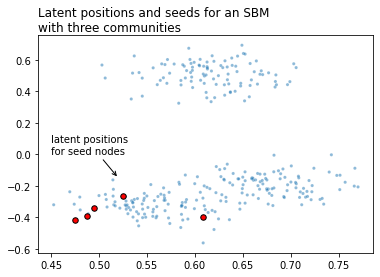 Latent positions and seeds for an SBM
with three communities
0.6
0.4
0.2
latent positions
for seed nodes
0.0
−0.2
−0.4
−0.6
0.45 0.50 0.55 0.60 0.65 0.70 0.75